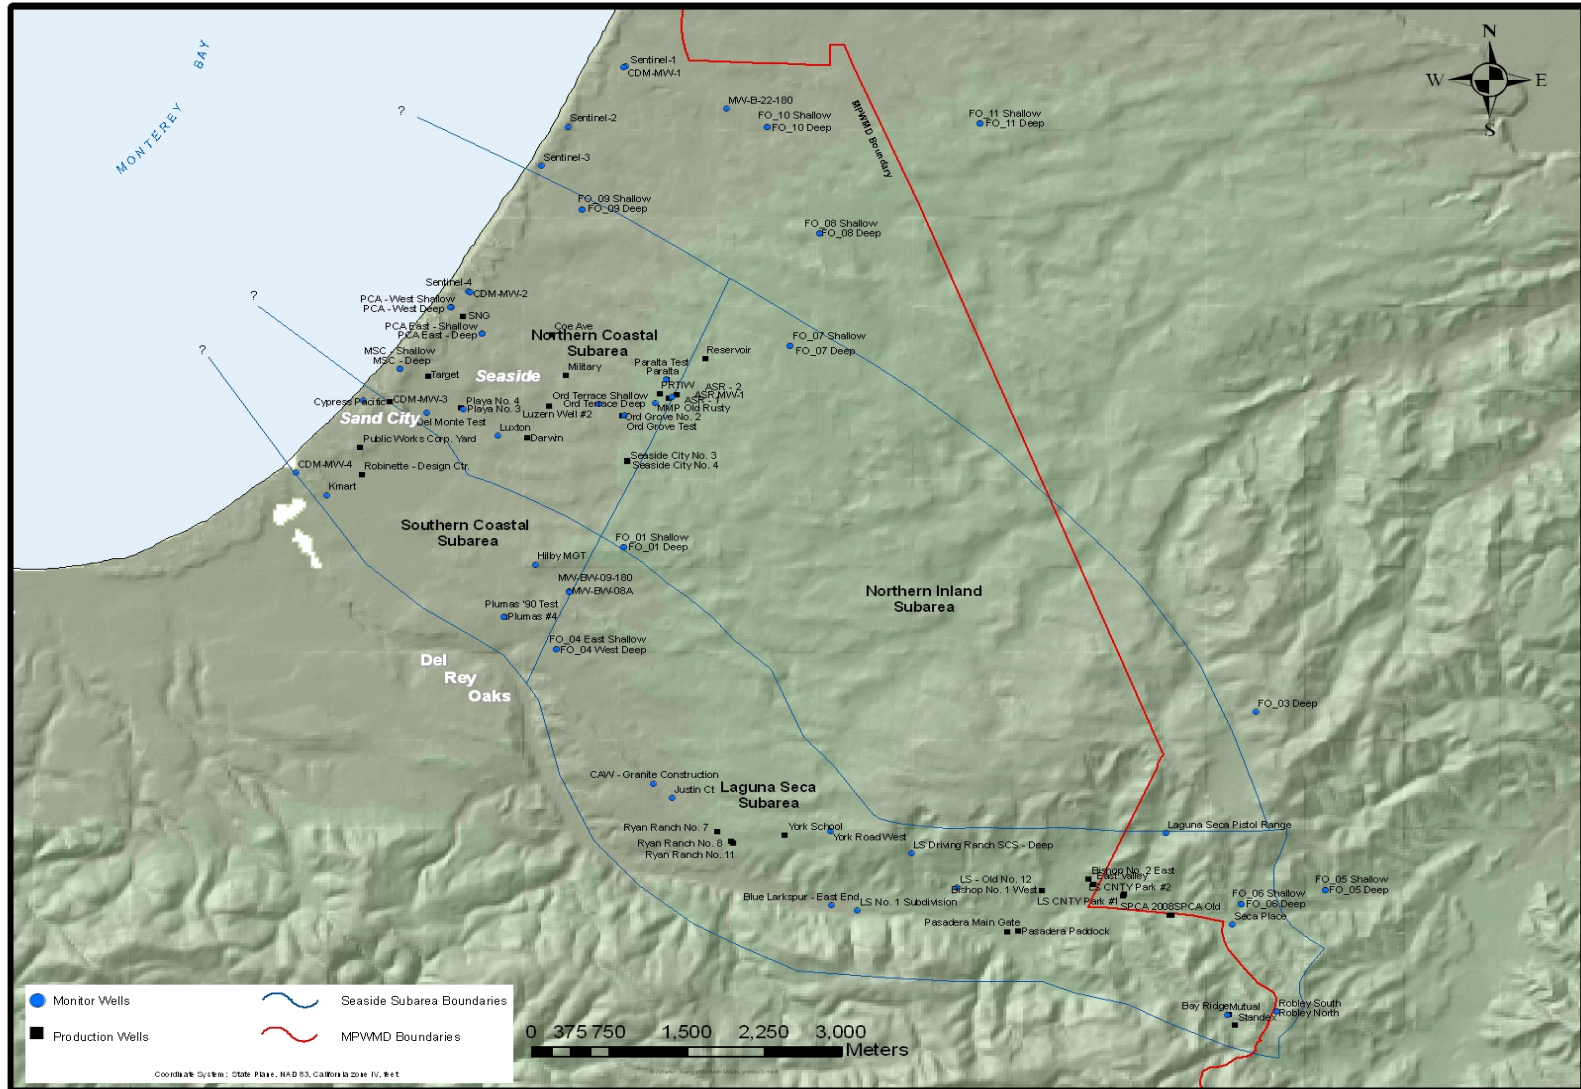 MONTEREY BAY
N
W
E
S
?
?
?
MPWMD Boundary
Sentinel-1
CDM-MW-1
MW-B-22-180
FO_10 Shallow
FO_10 Deep
FO_11 Shallow
FO_11 Deep
Sentinel-2
Sentinel-3
FO_09 Shallow
FO_09 Deep
FO_08 Shallow
FO_08 Deep
Sentinel-4
CDM-MW-2
PCA - West Shallow
PCA - West Deep
SNG
PCA East - Shallow
PCA East - Deep
Coe Ave
Northern Coastal
Subarea
FO_07 Shallow
FO_07 Deep
MSC - Shallow
MSC - Deep
Target
Seaside
Military
Reservoir
Paralta Test
Paralta
PRTIW
ASR - 2
ASR MW-1
ASR - 1
MMP Old Rusty
Cypress Pacific
CDM-MW-3
Playa No. 4
Playa No. 3
Ord Terrace Shallow
Ord Terrace Deep
Luzern Well #2
Ord Grove No. 2
Ord Grove Test
Sand City
Del Monte Test
Luxton
Darwin
Public Works Corp. Yard
Seaside City No. 3
Seaside City No. 4
CDM-MW-4
Robinette - Design Ctr.
Kmart
Southern Coastal
Subarea
FO_01 Shallow
FO_01 Deep
Hilby MGT
MW-BW-09-180
MW-BW-08A
Plumas '90 Test
Plumas #4
Northern Inland
Subarea
FO_04 East Shallow
FO_04 West Deep
Del
Rey
Oaks
FO_03 Deep
CAW - Granite Construction
Justin Ct
Laguna Seca
Subarea
Ryan Ranch No. 7
Ryan Ranch No. 8
Ryan Ranch No. 11
York School
York Road West
Laguna Seca Pistol Range
LS Driving Ranch SCS - Deep
LS - Old No. 12
Bishop No. 1 West
Bishop No. 2 East
East Valley
LS CNTY Park #2
LS CNTY Park #1
SPCA 2008
SPCA Old
FO_05 Shallow
FO_05 Deep
FO_06 Shallow
FO_06 Deep
Seca Place
Blue Larkspur - East End
LS No. 1 Subdivision
Pasadera Main Gate
Pasadera Paddock
Bay Ridge
Mutual
Standex
Robley South
Robley North
Monitor Wells
Seaside Subarea Boundaries
Production Wells
MPWMD Boundaries
Coordinate System: State Plane, NAD 83, California zone IV, feet
0 375 750 1,500 2,250 3,000
Meters